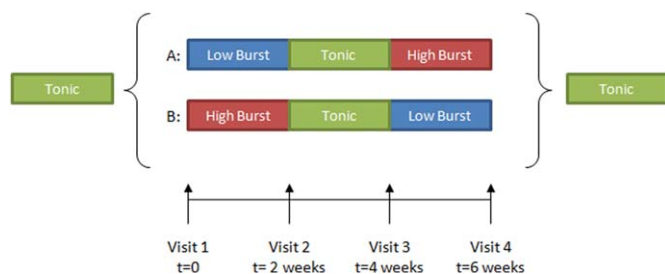 Tonic
A: Low Burst Tonic High Burst
B: High Burst Tonic Low Burst
Tonic
Visit 1 Visit 2 Visit 3 Visit 4
t=0 t= 2 weeks t=4 weeks t=6 weeks